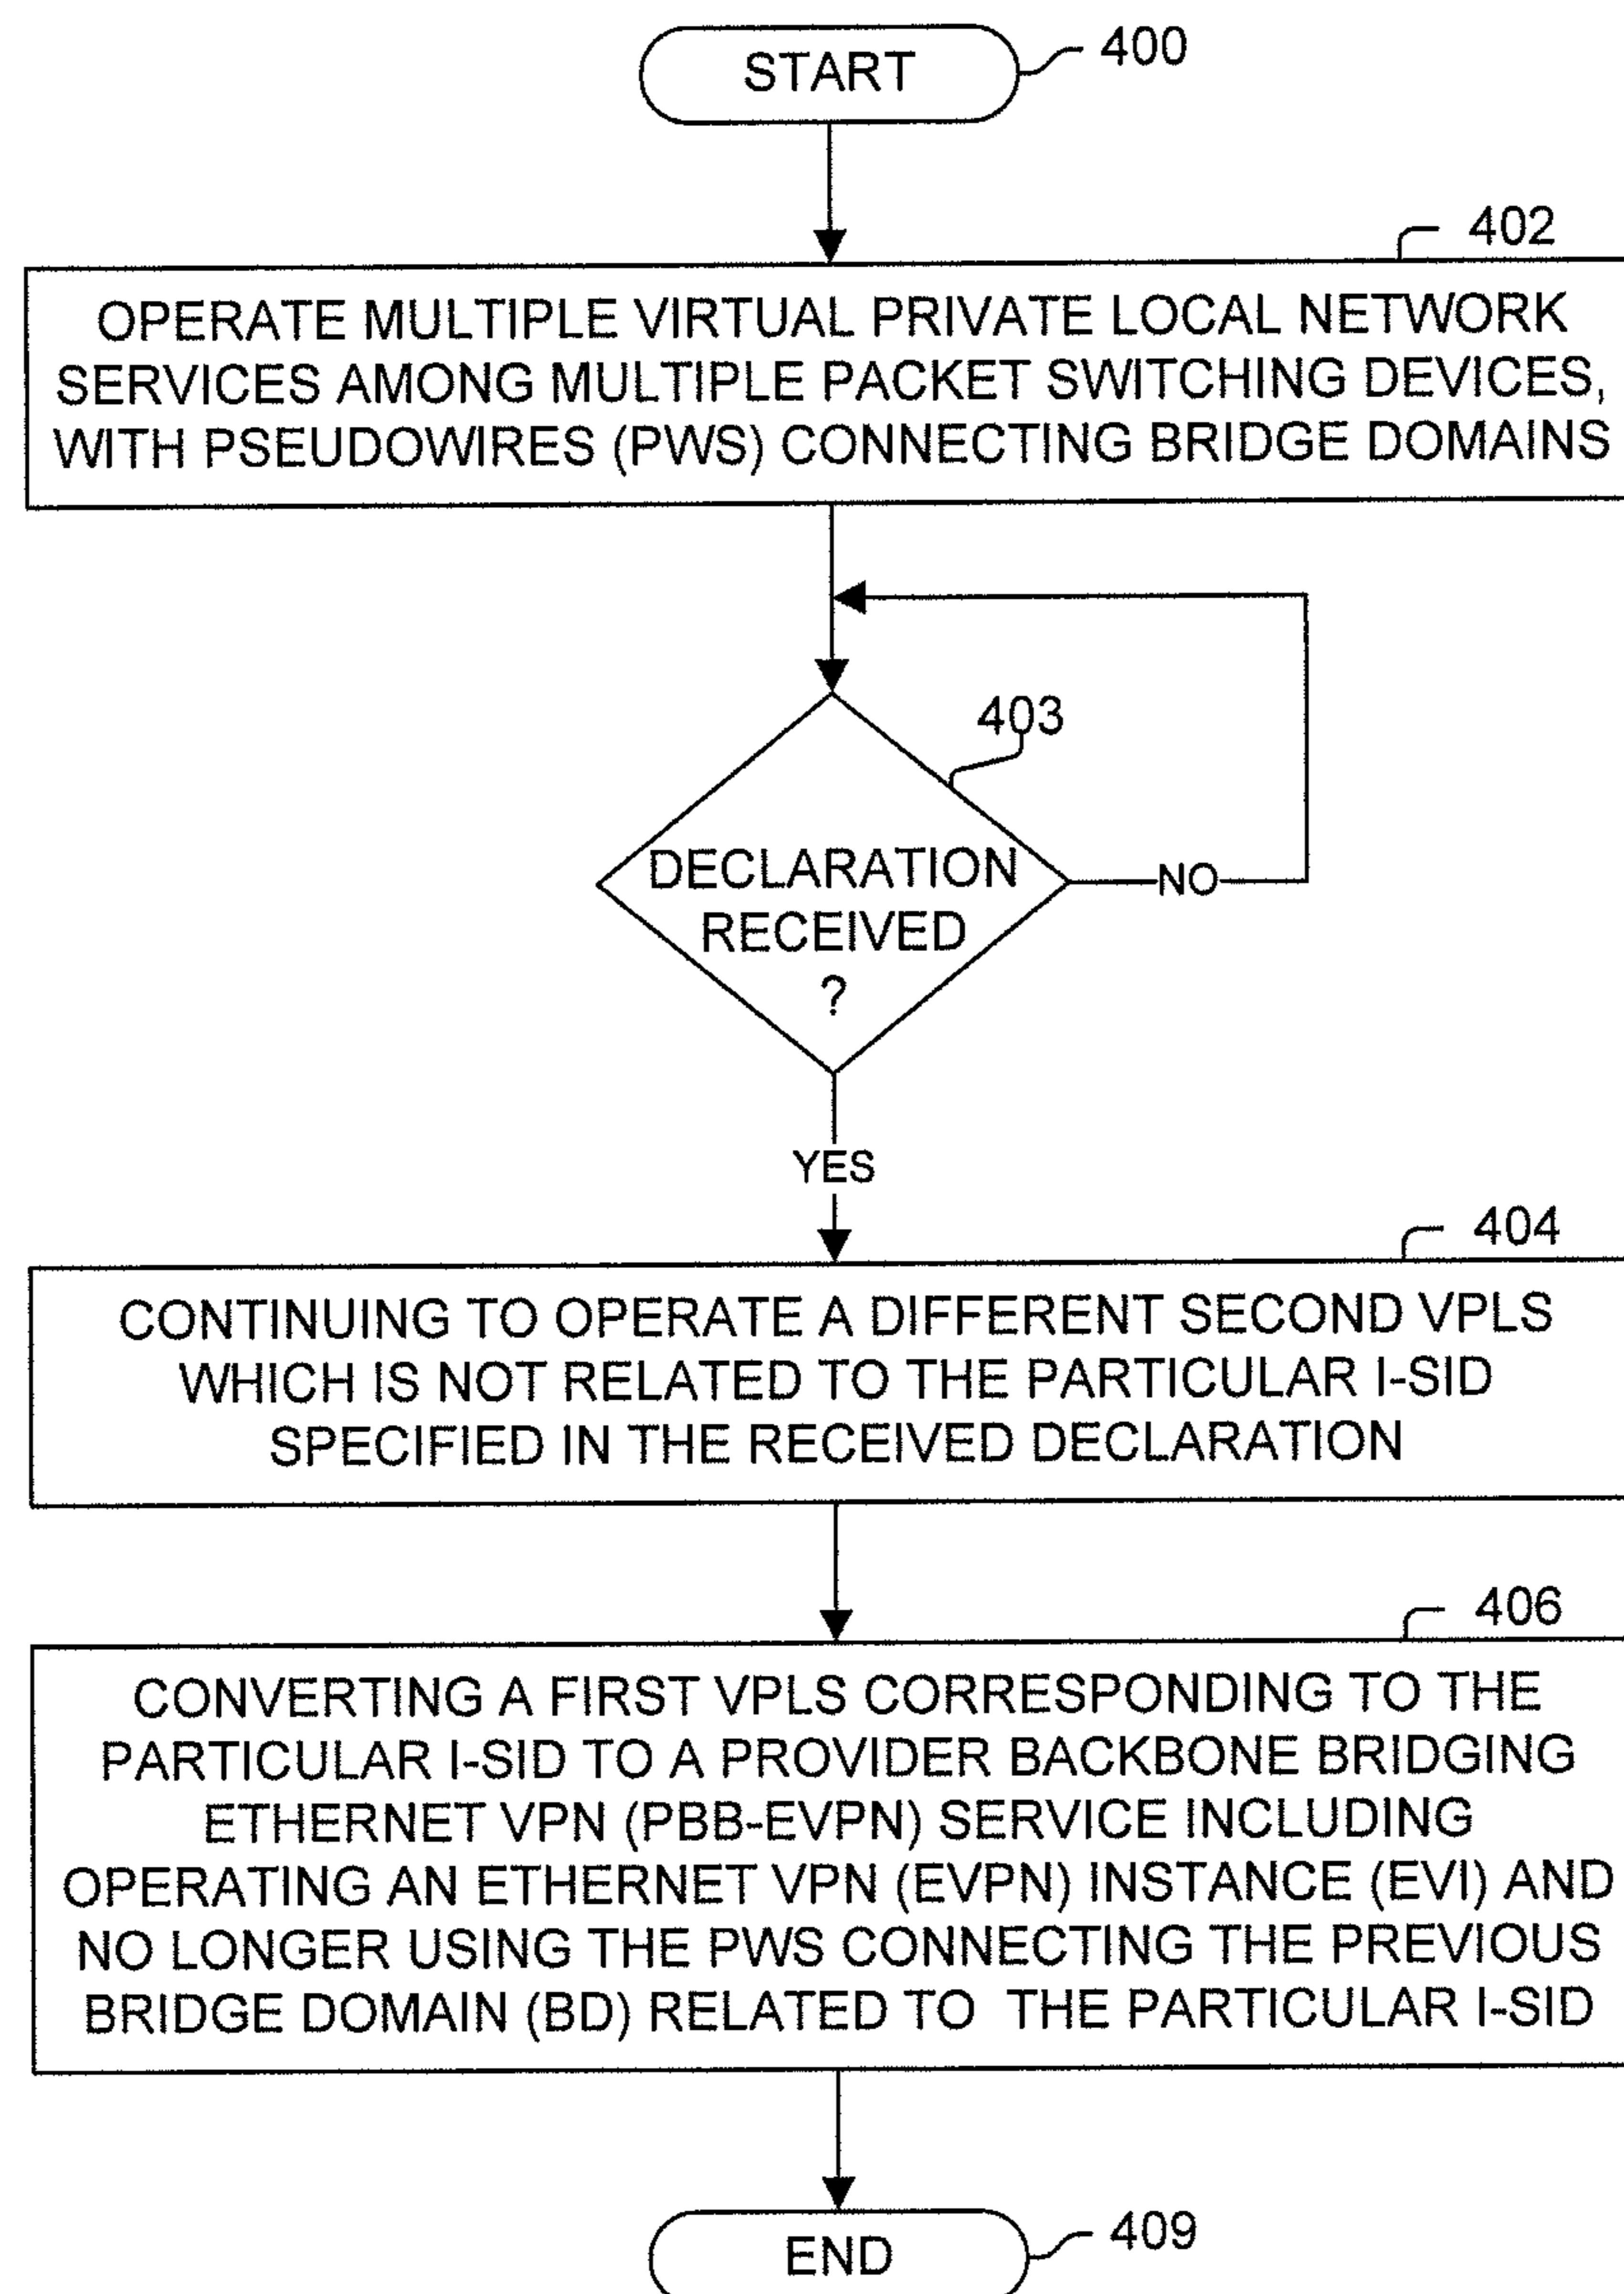 START
400
402
OPERATE MULTIPLE VIRTUAL PRIVATE LOCAL NETWORK
SERVICES AMONG MULTIPLE PACKET SWITCHING DEVICES,
WITH PSEUDOWIRES (PWS) CONNECTING BRIDGE DOMAINS
403
DECLARATION
RECEIVED
?
NO
YES
404
CONTINUING TO OPERATE A DIFFERENT SECOND VPLS
WHICH IS NOT RELATED TO THE PARTICULAR I-SID
SPECIFIED IN THE RECEIVED DECLARATION
406
CONVERTING A FIRST VPLS CORRESPONDING TO THE
PARTICULAR I-SID TO A PROVIDER BACKBONE BRIDGING
ETHERNET VPN (PBB-EVPN) SERVICE INCLUDING
OPERATING AN ETHERNET VPN (EVPN) INSTANCE (EVI) AND
NO LONGER USING THE PWS CONNECTING THE PREVIOUS
BRIDGE DOMAIN (BD) RELATED TO THE PARTICULAR I-SID
END
409